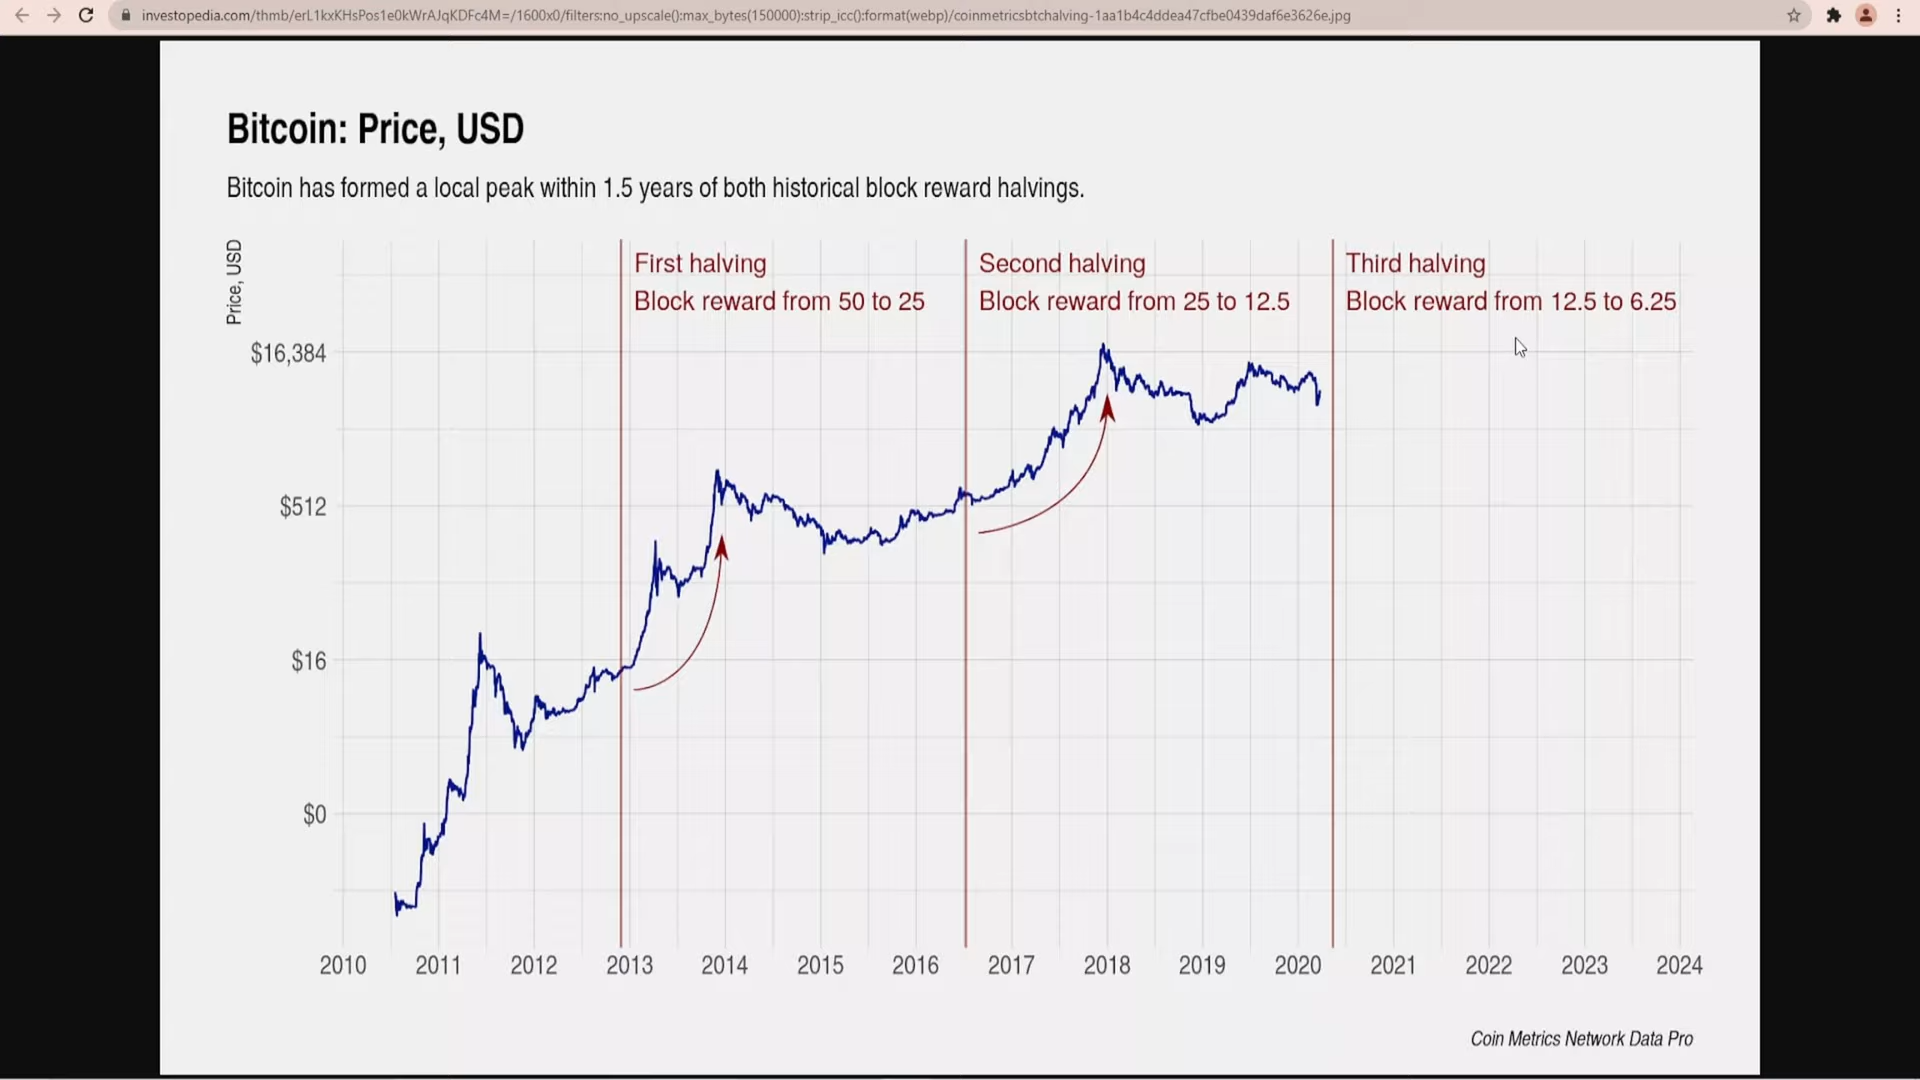 investopedia.com/thmb/erL1kxKHsPos1e0kWrAJqKDFc4M=/1600x0/filters:no_upscale():max_bytes(150000):strip_icc():format(webp)/coinmetricsbtchalving-1aa1b4c4ddea47cfbe0439daf6e3626e.jpg
Bitcoin: Price, USD
Bitcoin has formed a local peak within 1.5 years of both historical block reward halvings.
Price, USD
First halving
Block reward from 50 to 25
Second halving
Block reward from 25 to 12.5
Third halving
Block reward from 12.5 to 6.25
$16,384
$512
$16
$0
2010 2011 2012 2013 2014 2015 2016 2017 2018 2019 2020 2021 2022 2023 2024
Coin Metrics Network Data Pro